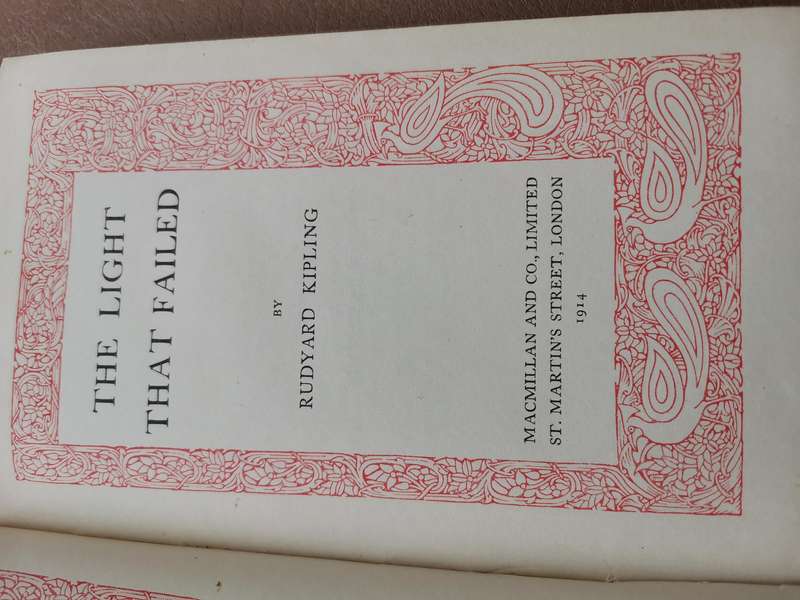 THE LIGHT
THAT FAILED
BY
RUDYARD KIPLING
MACMILLAN AND CO., LIMITED
ST. MARTIN'S STREET, LONDON
1914